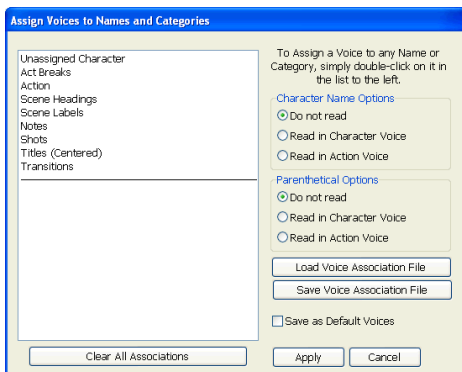 Assign Voices to Names and Categories
Unassigned Character
Act Breaks
Action
Scene Headings
Scene Labels
Notes
Shots
Titles (Centered)
Transitions
Clear All Associations
To Assign a Voice to any Name or
Category, simply double-click on it in
the list to the left.
Character Name Options
Do not read
Read in Character Voice
Read in Action Voice
Parenthetical Options
Do not read
Read in Character Voice
Read in Action Voice
Load Voice Association File
Save Voice Association File
Save as Default Voices
Apply
Cancel